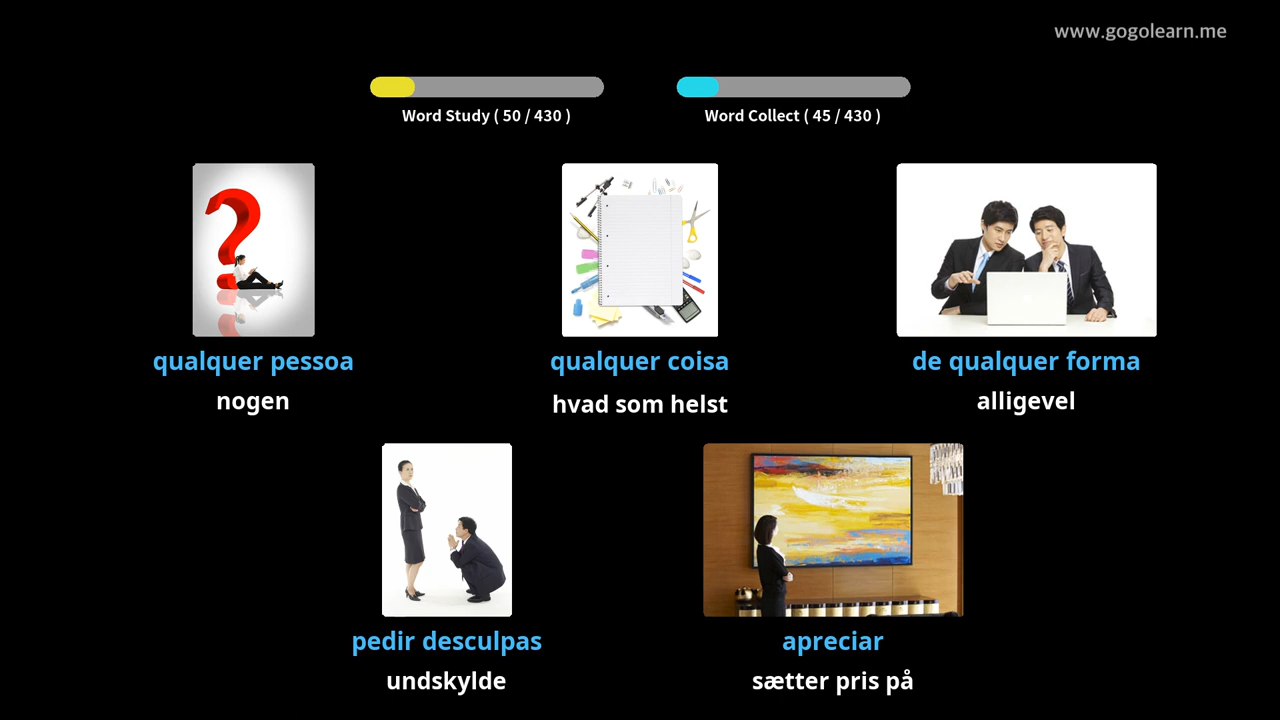 www.gogolearn.me
Word Study ( 50 / 430 )
Word Collect ( 45 / 430 )
qualquer pessoa
nogen
qualquer coisa
hvad som helst
de qualquer forma
alligevel
pedir desculpas
undskylde
apreciar
sætter pris på